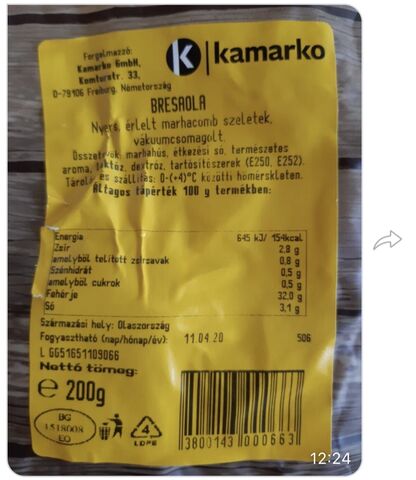 Forgalmazó:
Kamarko GmbH,
Komturstr. 33,
D-79106 Freiburg, Németország
K | kamarko
BRESAOLA
Nyers, érlelt marhacomb szeletek,
vákuumcsomagolt.
Összetevők: marhahús, étkezési só, természetes
aroma, laktóz, dextróz, tartósítószerek (E250, E252).
Tárolás és szállítás: 0-(+4)°C közötti hőmérskleten.
Átlagos tápérték 100 g termékben:
Energia 645 kJ/ 154kcal
Zsír 2,8 g
amelyből telített zsírsavak 0,8 g
Szénhidrát 0,5 g
amelyből cukrok 0,5 g
Fehérje 32,0 g
Só 3,1 g
Származási hely: Olaszország
Fogyasztható (nap/hónap/év): 11.04.20 506
L GG51651109066
Nettó tömeg:
e 200g
BG
1518008
EO
4
LDPE
3800143 000663
12:24